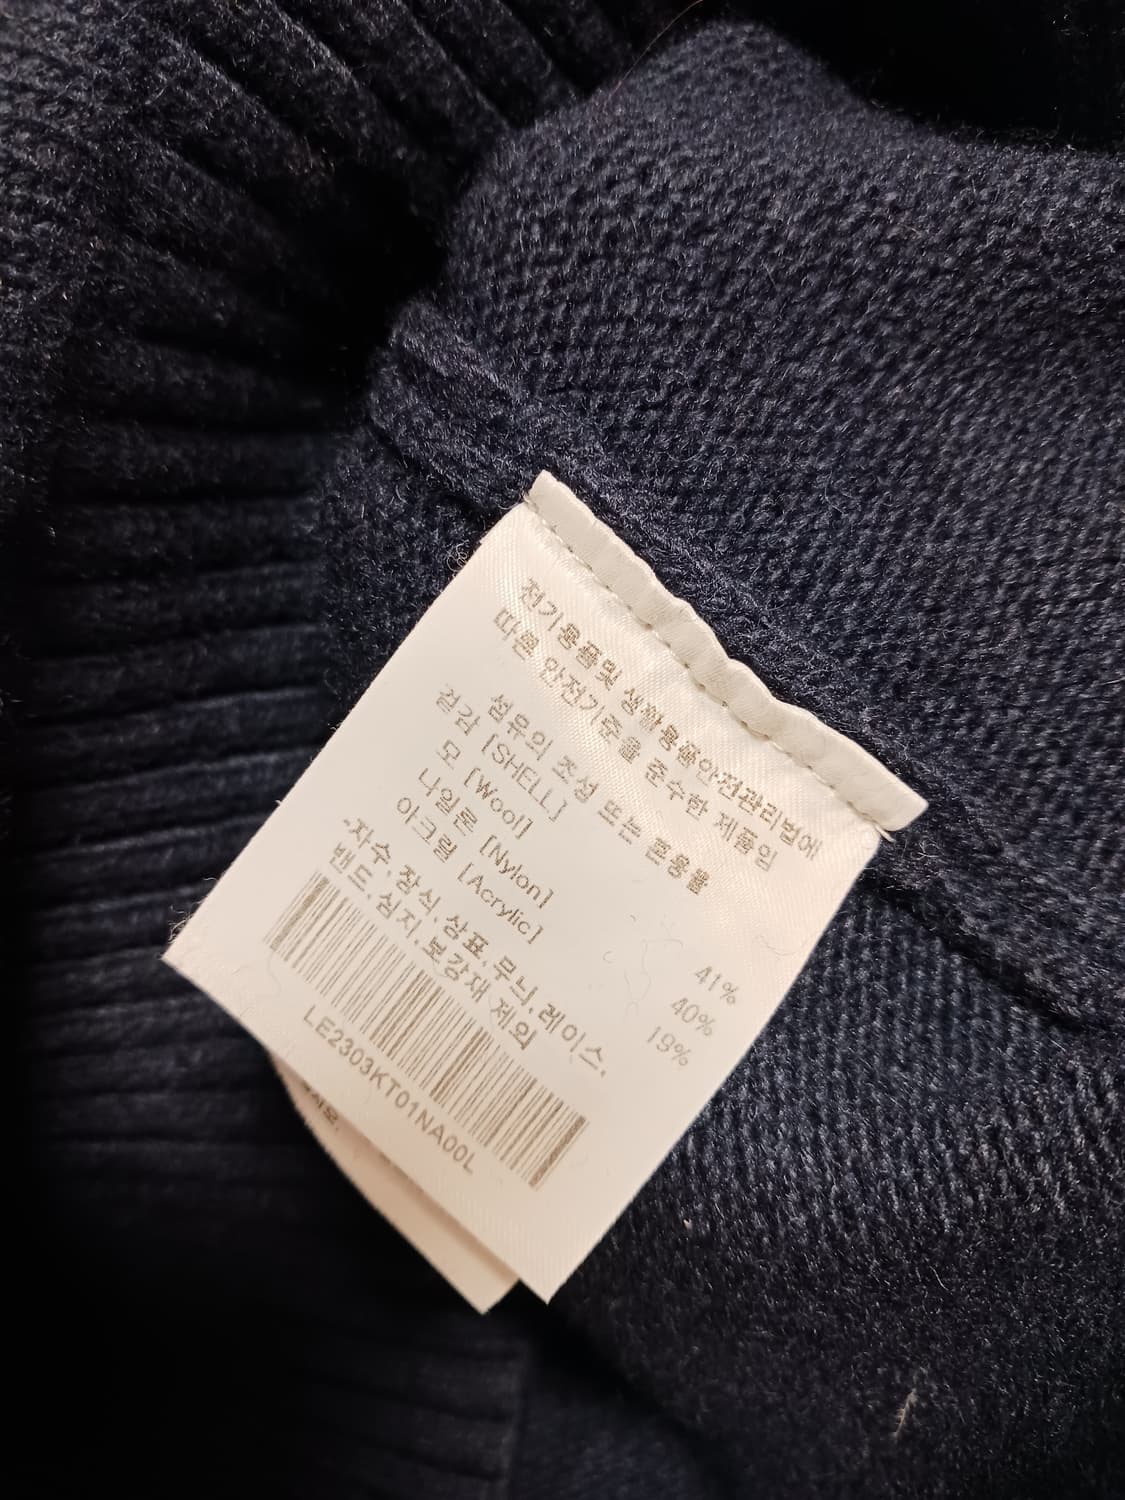 전기용품및 생활용품안전관리법에
따른 안전기준을 준수한 제품임
섬유의 조성 또는 혼용율
겉감 [SHELL]
모 [Wool] 41%
나일론 [Nylon] 40%
아크릴 [Acrylic] 19%
-자수.장식.상표.무늬.레이스.
밴드.심지.보강재 제외
LE2303KT01NA00L